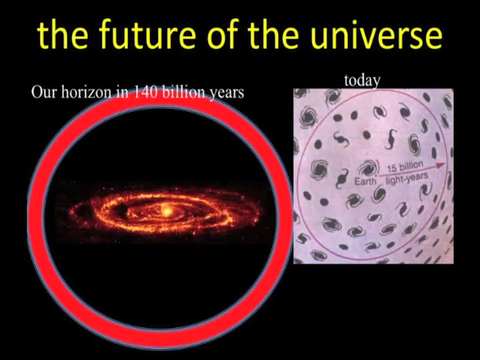 the future of the universe
Our horizon in 140 billion years
today
15 billion
Earth light-years